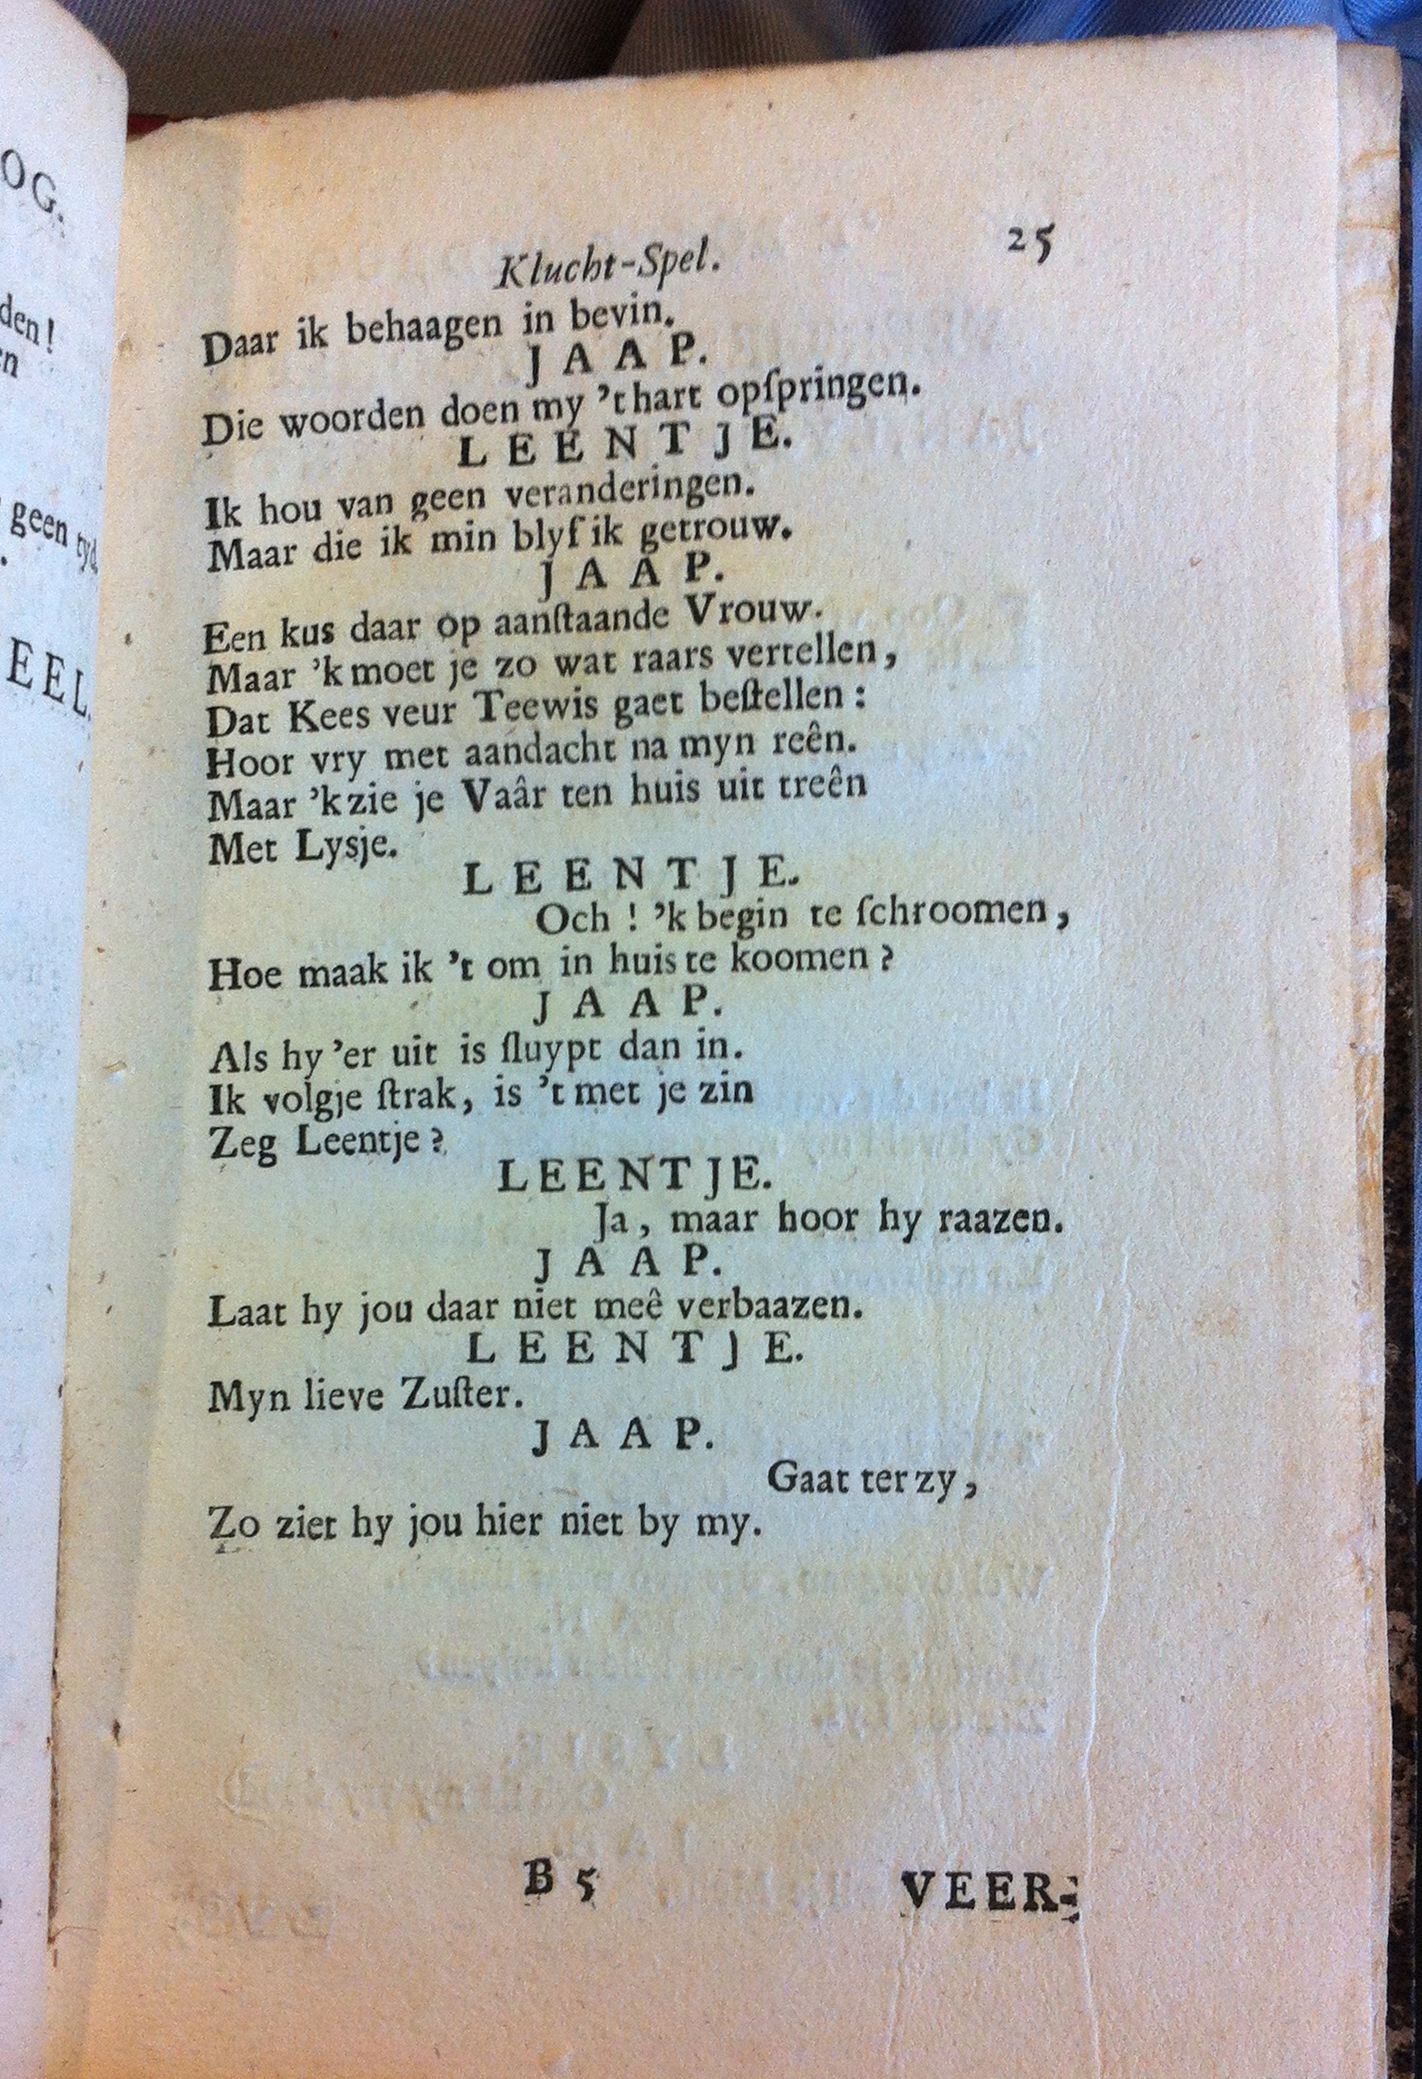 OG.
den!
en
geen tyd
EEL.
Klucht-Spel. 25
Daar ik behaagen in bevin.
JAAP.
Die woorden doen my 't hart opſpringen.
LEENTJE.
Ik hou van geen veranderingen.
Maar die ik min blyf ik getrouw.
JAAP.
Een kus daar op aanſtaande Vrouw.
Maar 'k moet je zo wat raars vertellen,
Dat Kees veur Teewis gaet beſtellen:
Hoor vry met aandacht na myn reên.
Maar 'k zie je Vaâr ten huis uit treên
Met Lysje.
LEENTJE.
Och! 'k begin te ſchroomen,
Hoe maak ik 't om in huis te koomen?
JAAP.
Als hy 'er uit is ſluypt dan in.
Ik volg je ſtrak, is 't met je zin
Zeg Leentje?
LEENTJE.
Ja, maar hoor hy raazen.
JAAP.
Laat hy jou daar niet meê verbaazen.
LEENTJE.
Myn lieve Zuſter.
JAAP.
Gaat ter zy,
Zo ziet hy jou hier niet by my.
B 5 VEER-